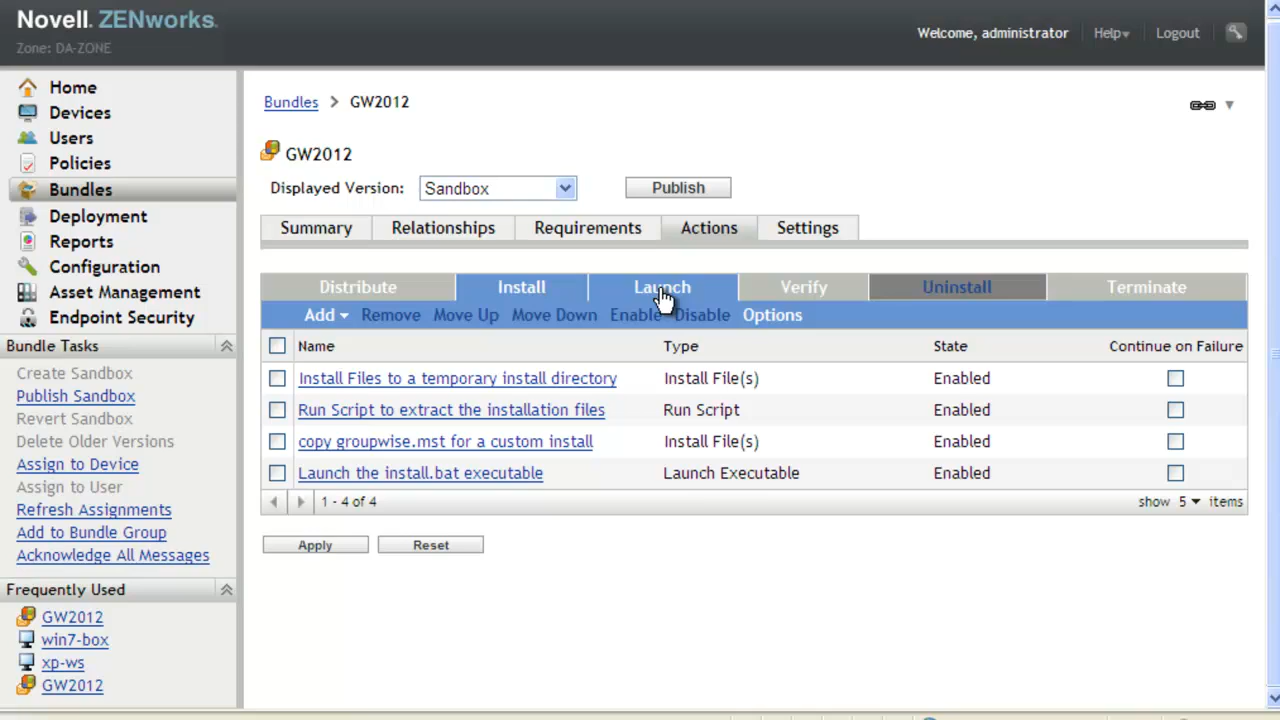 Novell ZENworks.
Zone: DA-ZONE
Welcome, administrator
Help
Logout
Home
Devices
Users
Policies
Bundles
Deployment
Reports
Configuration
Asset Management
Endpoint Security
Bundle Tasks
Create Sandbox
Publish Sandbox
Revert Sandbox
Delete Older Versions
Assign to Device
Assign to User
Refresh Assignments
Add to Bundle Group
Acknowledge All Messages
Frequently Used
GW2012
win7-box
xp-ws
GW2012
Bundles > GW2012
GW2012
Displayed Version: Sandbox Publish
Summary Relationships Requirements Actions Settings
Distribute Install Launch Verify Uninstall Terminate
Add Remove Move Up Move Down Enable Disable Options
Name Type State Continue on Failure
Install Files to a temporary install directory Install File(s) Enabled
Run Script to extract the installation files Run Script Enabled
copy groupwise.mst for a custom install Install File(s) Enabled
Launch the install.bat executable Launch Executable Enabled
1 - 4 of 4 show 5 items
Apply Reset